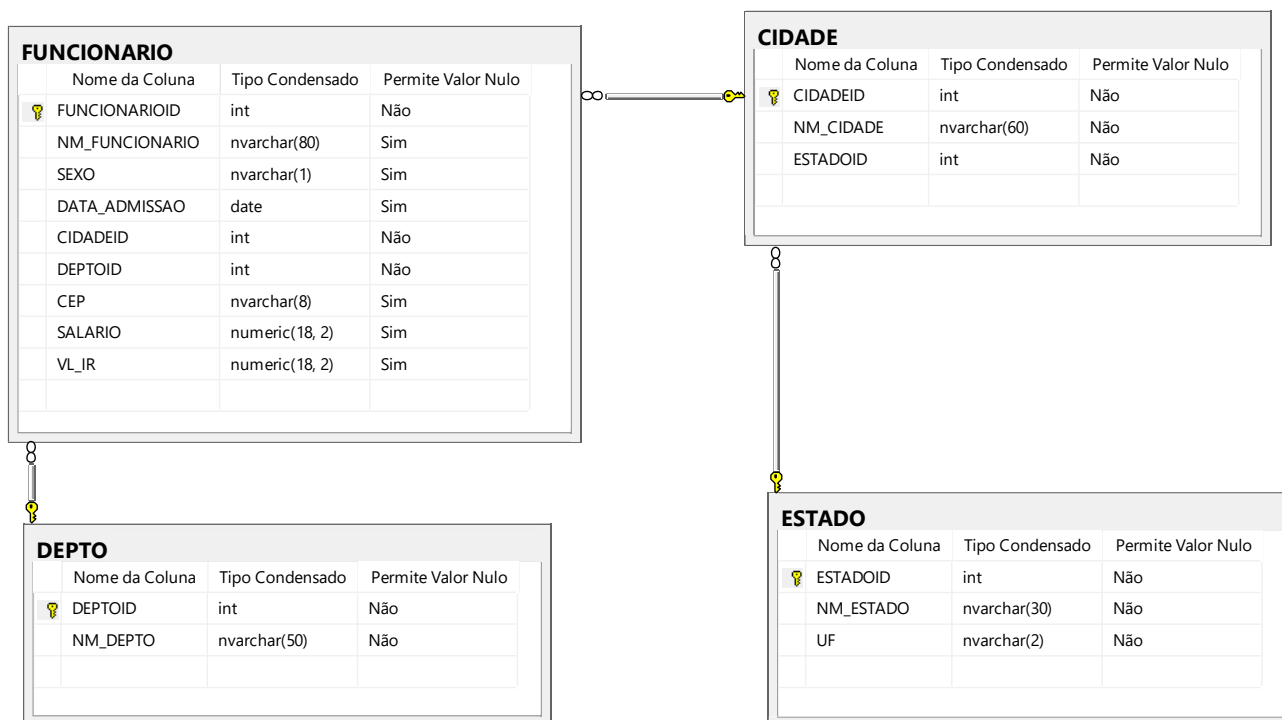 FUNCIONARIO
Nome da Coluna Tipo Condensado Permite Valor Nulo
FUNCIONARIOID int Não
NM_FUNCIONARIO nvarchar(80) Sim
SEXO nvarchar(1) Sim
DATA_ADMISSAO date Sim
CIDADEID int Não
DEPTOID int Não
CEP nvarchar(8) Sim
SALARIO numeric(18, 2) Sim
VL_IR numeric(18, 2) Sim
CIDADE
Nome da Coluna Tipo Condensado Permite Valor Nulo
CIDADEID int Não
NM_CIDADE nvarchar(60) Não
ESTADOID int Não
DEPTO
Nome da Coluna Tipo Condensado Permite Valor Nulo
DEPTOID int Não
NM_DEPTO nvarchar(50) Não
ESTADO
Nome da Coluna Tipo Condensado Permite Valor Nulo
ESTADOID int Não
NM_ESTADO nvarchar(30) Não
UF nvarchar(2) Não